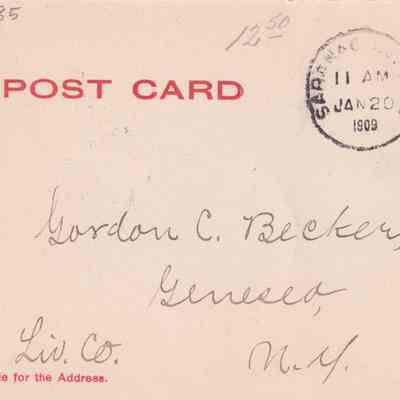 85
12.50
POST CARD
SARANAC
11 AM
JAN 20
1909
Gordon C. Becker,
Geneseo,
Liv. Co.
N.Y.
e for the Address.